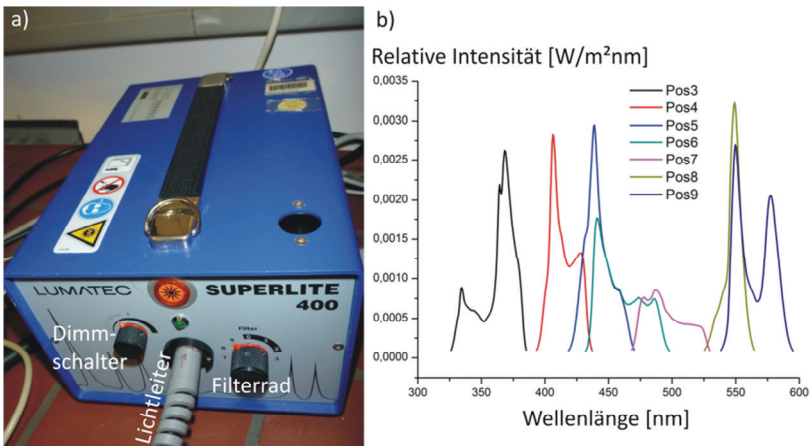 a)
LUMATEC
SUPERLITE
400
Filter
Dimm-
schalter
Lichtleiter
Filterrad
b)
Relative Intensität [W/m²nm]
0,0035
0,0030
0,0025
0,0020
0,0015
0,0010
0,0005
0,0000
Pos3
Pos4
Pos5
Pos6
Pos7
Pos8
Pos9
300
350
400
450
500
550
600
Wellenlänge [nm]